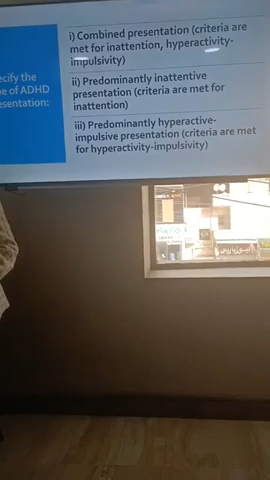 ecify the
e of ADHD
esentation:
i) Combined presentation (criteria are
met for inattention, hyperactivity-
impulsivity)
ii) Predominantly inattentive
presentation (criteria are met for
inattention)
iii) Predominantly hyperactive-
impulsive presentation (criteria are met
for hyperactivity-impulsivity)